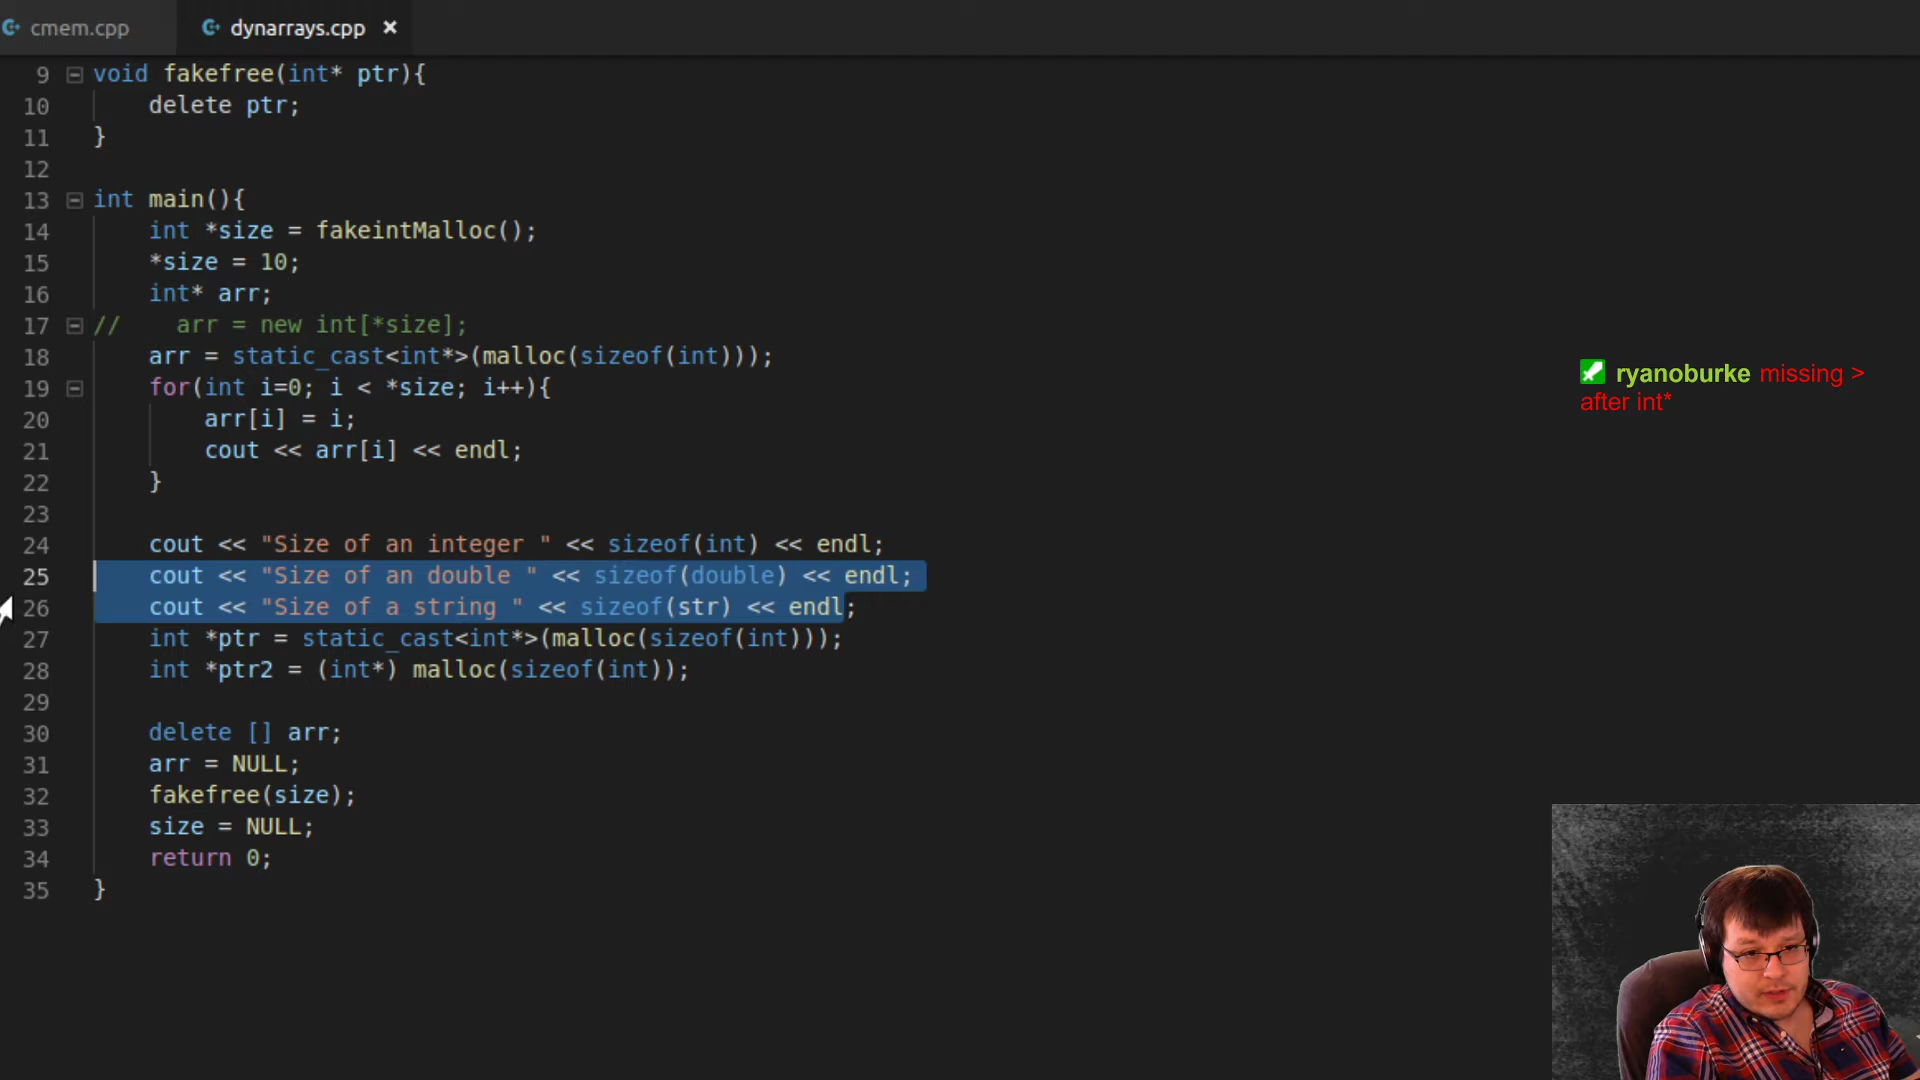 cmem.cpp
dynarrays.cpp ×
9 void fakefree(int* ptr){
10 delete ptr;
11 }
12
13 int main(){
14 int *size = fakeintMalloc();
15 *size = 10;
16 int* arr;
17 // arr = new int[*size];
18 arr = static_cast<int*>(malloc(sizeof(int)));
19 for(int i=0; i < *size; i++){
20 arr[i] = i;
21 cout << arr[i] << endl;
22 }
23
24 cout << "Size of an integer " << sizeof(int) << endl;
25 cout << "Size of an double " << sizeof(double) << endl;
26 cout << "Size of a string " << sizeof(str) << endl;
27 int *ptr = static_cast<int*>(malloc(sizeof(int)));
28 int *ptr2 = (int*) malloc(sizeof(int));
29
30 delete [] arr;
31 arr = NULL;
32 fakefree(size);
33 size = NULL;
34 return 0;
35 }
ryanoburke missing >
after int*